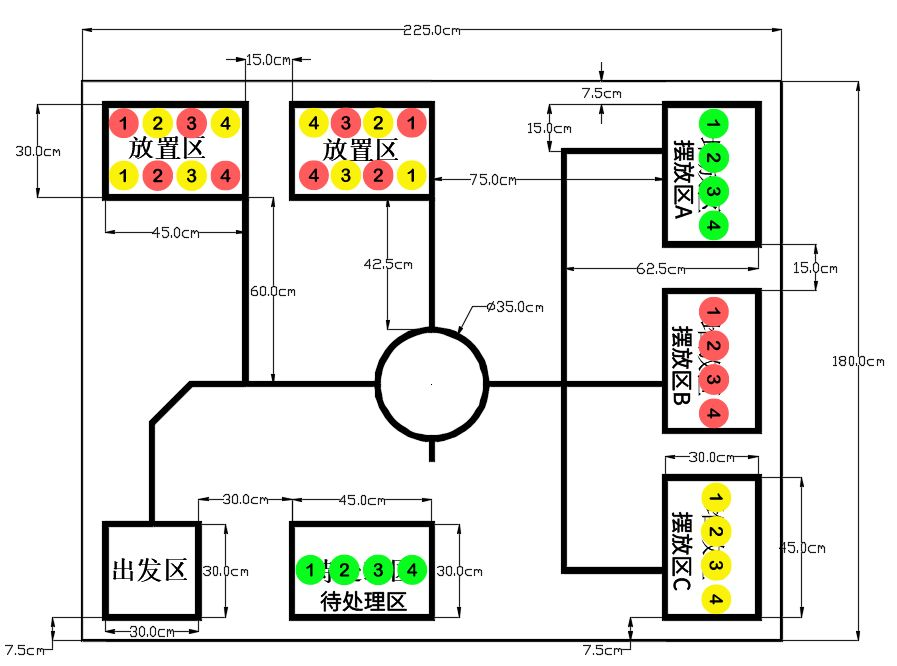 225.0cm
15.0cm
7.5cm
15.0cm
30.0cm
1 2 3 4
放置区
1 2 3 4
4 3 2 1
放置区
4 3 2 1
75.0cm
1
2
3
4
摆放区A
45.0cm
42.5cm
60.0cm
62.5cm
15.0cm
ø35.0cm
1
2
3
4
摆放区B
180.0cm
30.0cm
30.0cm
45.0cm
1
2
3
4
摆放区C
45.0cm
出发区
30.0cm
1 2 3 4
待处理区
30.0cm
30.0cm
7.5cm
7.5cm